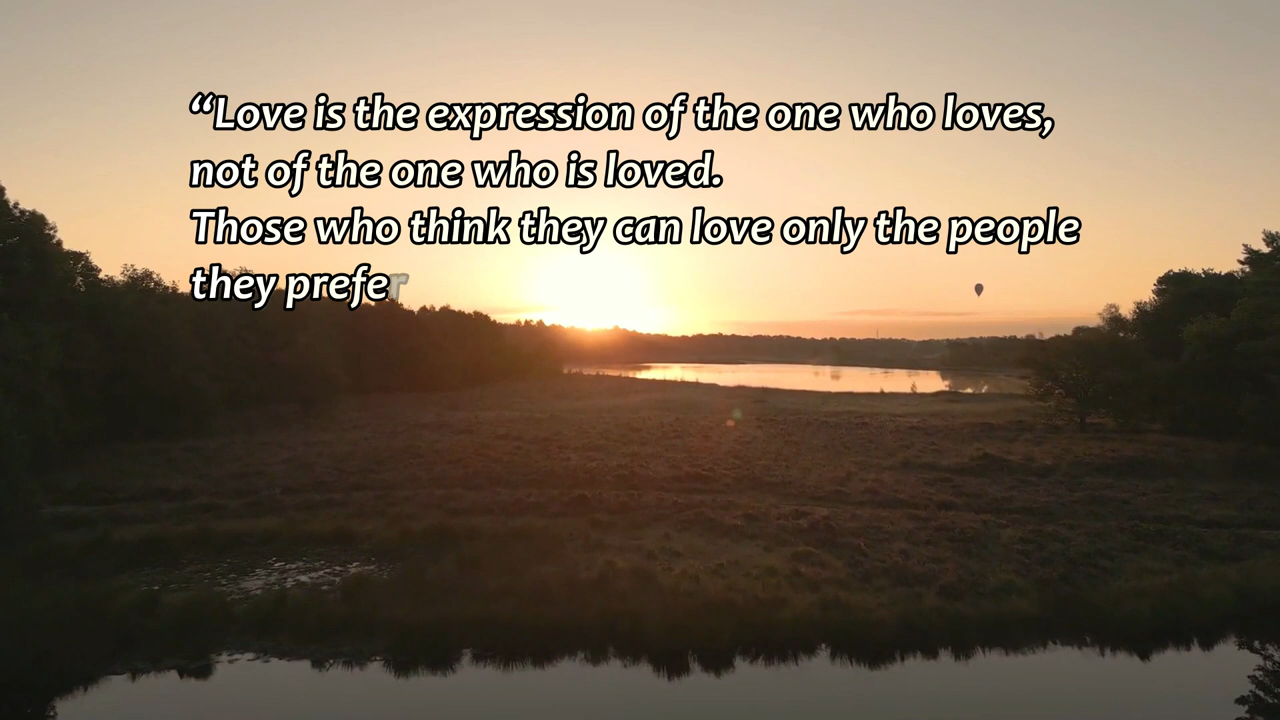 “Love is the expression of the one who loves,
not of the one who is loved.
Those who think they can love only the people
they prefer